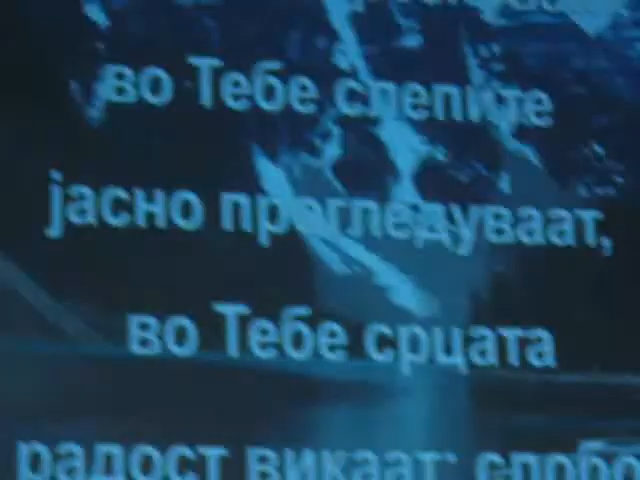 во Тебе слепите
јасно прогледуваат,
во Тебе срцата
радост викаат: